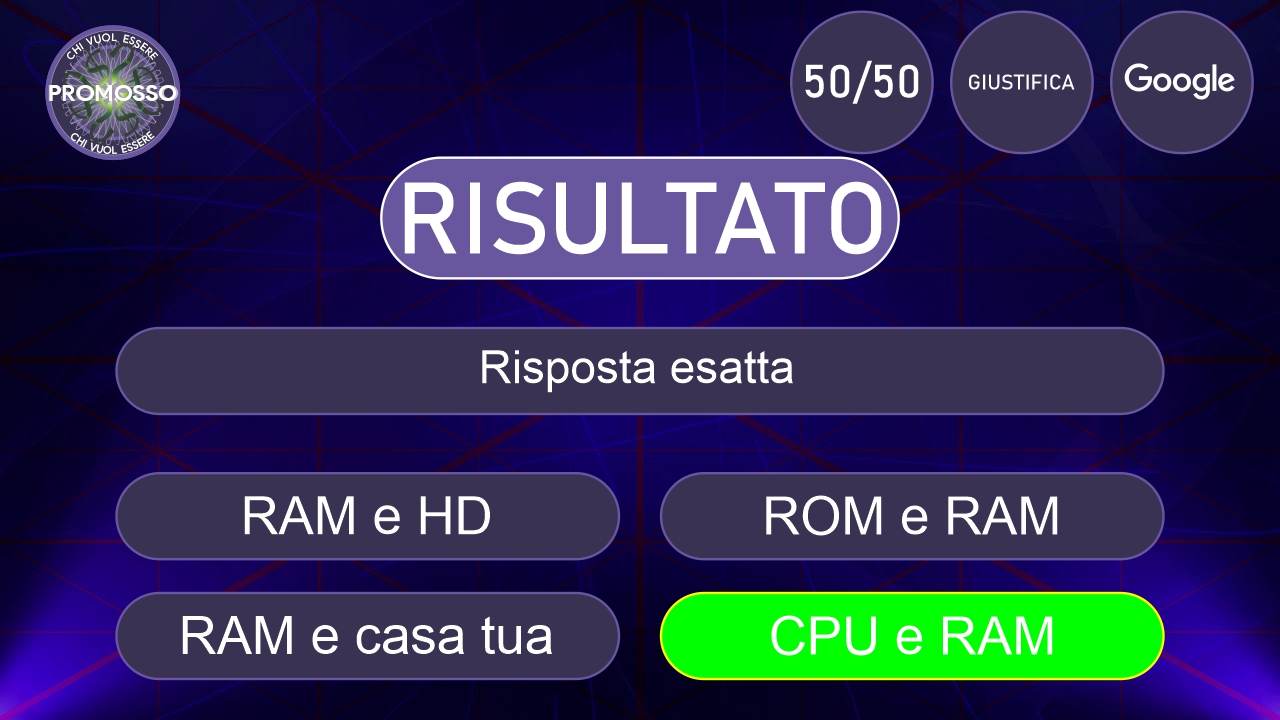 CHI VUOL ESSERE
PROMOSSO
CHI VUOL ESSERE
50/50
GIUSTIFICA
Google
RISULTATO
Risposta esatta
RAM e HD
ROM e RAM
RAM e casa tua
CPU e RAM